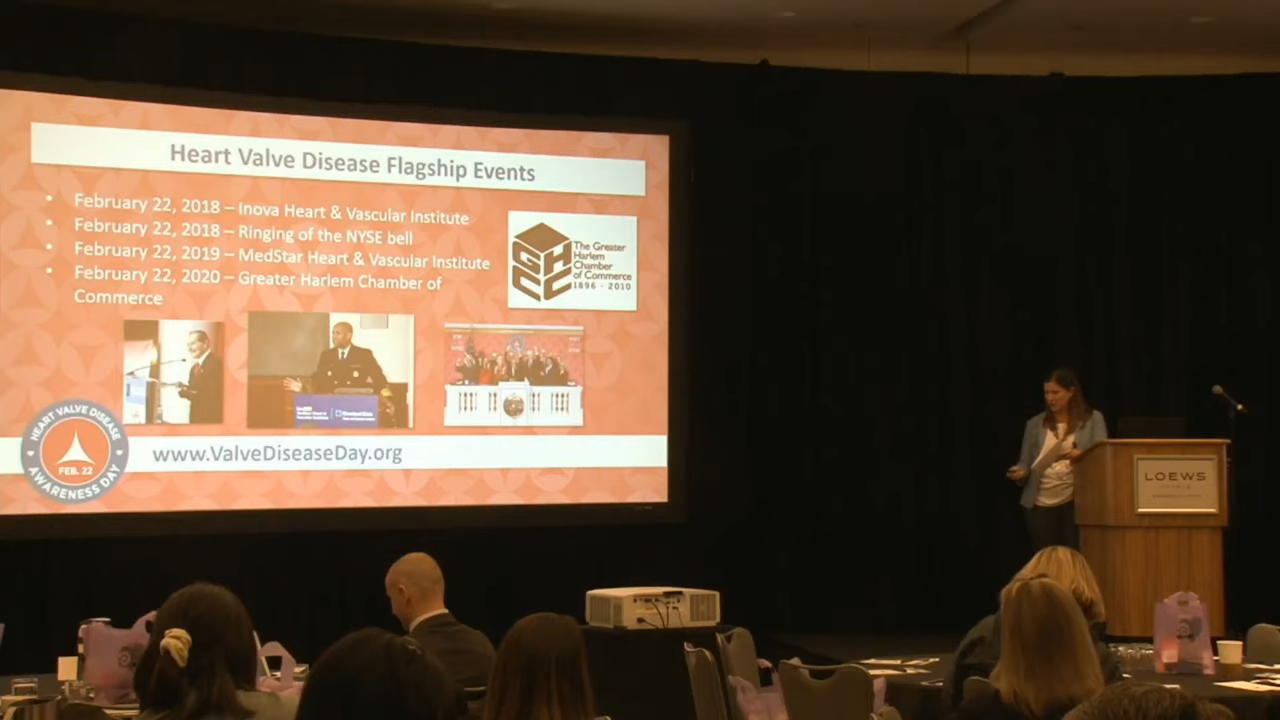 Heart Valve Disease Flagship Events
• February 22, 2018 – Inova Heart & Vascular Institute
• February 22, 2018 – Ringing of the NYSE bell
• February 22, 2019 – MedStar Heart & Vascular Institute
• February 22, 2020 – Greater Harlem Chamber of
Commerce
GHCC
The Greater
Harlem
Chamber
of Commerce
1896 - 2010
HEART VALVE DISEASE
FEB. 22
AWARENESS DAY
www.ValveDiseaseDay.org
LOEWS